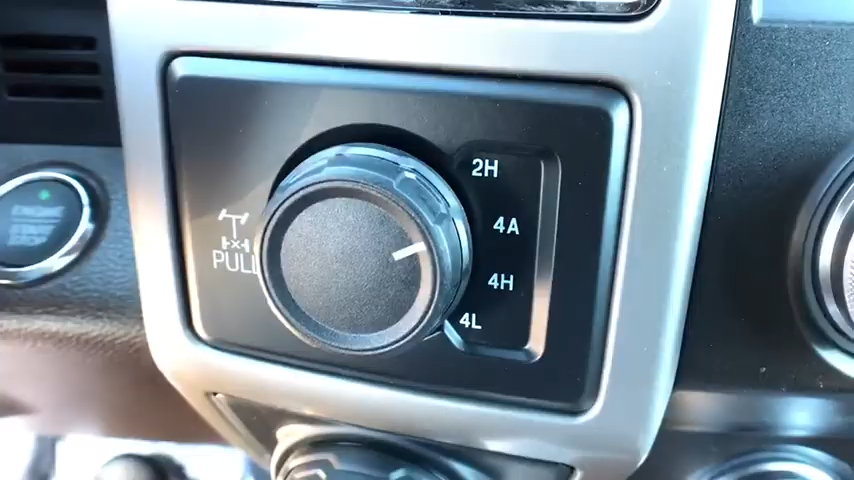 2H
4A
4H
4L
PULL
ENGINE
START
STOP